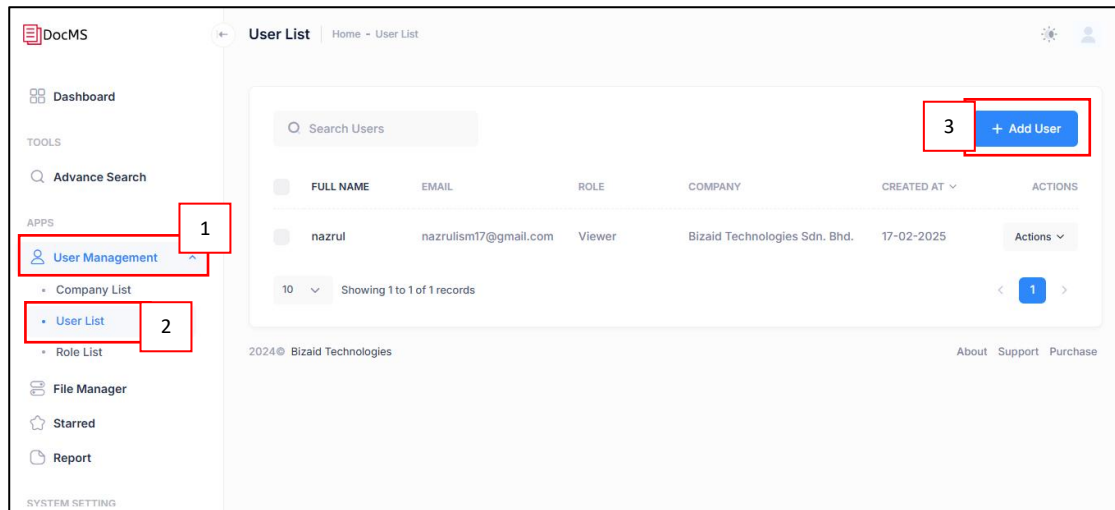 DocMS
User List Home - User List
Dashboard
TOOLS
Advance Search
APPS
1
User Management
Company List
User List
2
Role List
File Manager
Starred
Report
SYSTEM SETTING
Search Users
3
+ Add User
FULL NAME EMAIL ROLE COMPANY CREATED AT ACTIONS
nazrul nazrulism17@gmail.com Viewer Bizaid Technologies Sdn. Bhd. 17-02-2025 Actions
10 Showing 1 to 1 of 1 records
< 1 >
2024© Bizaid Technologies
About Support Purchase